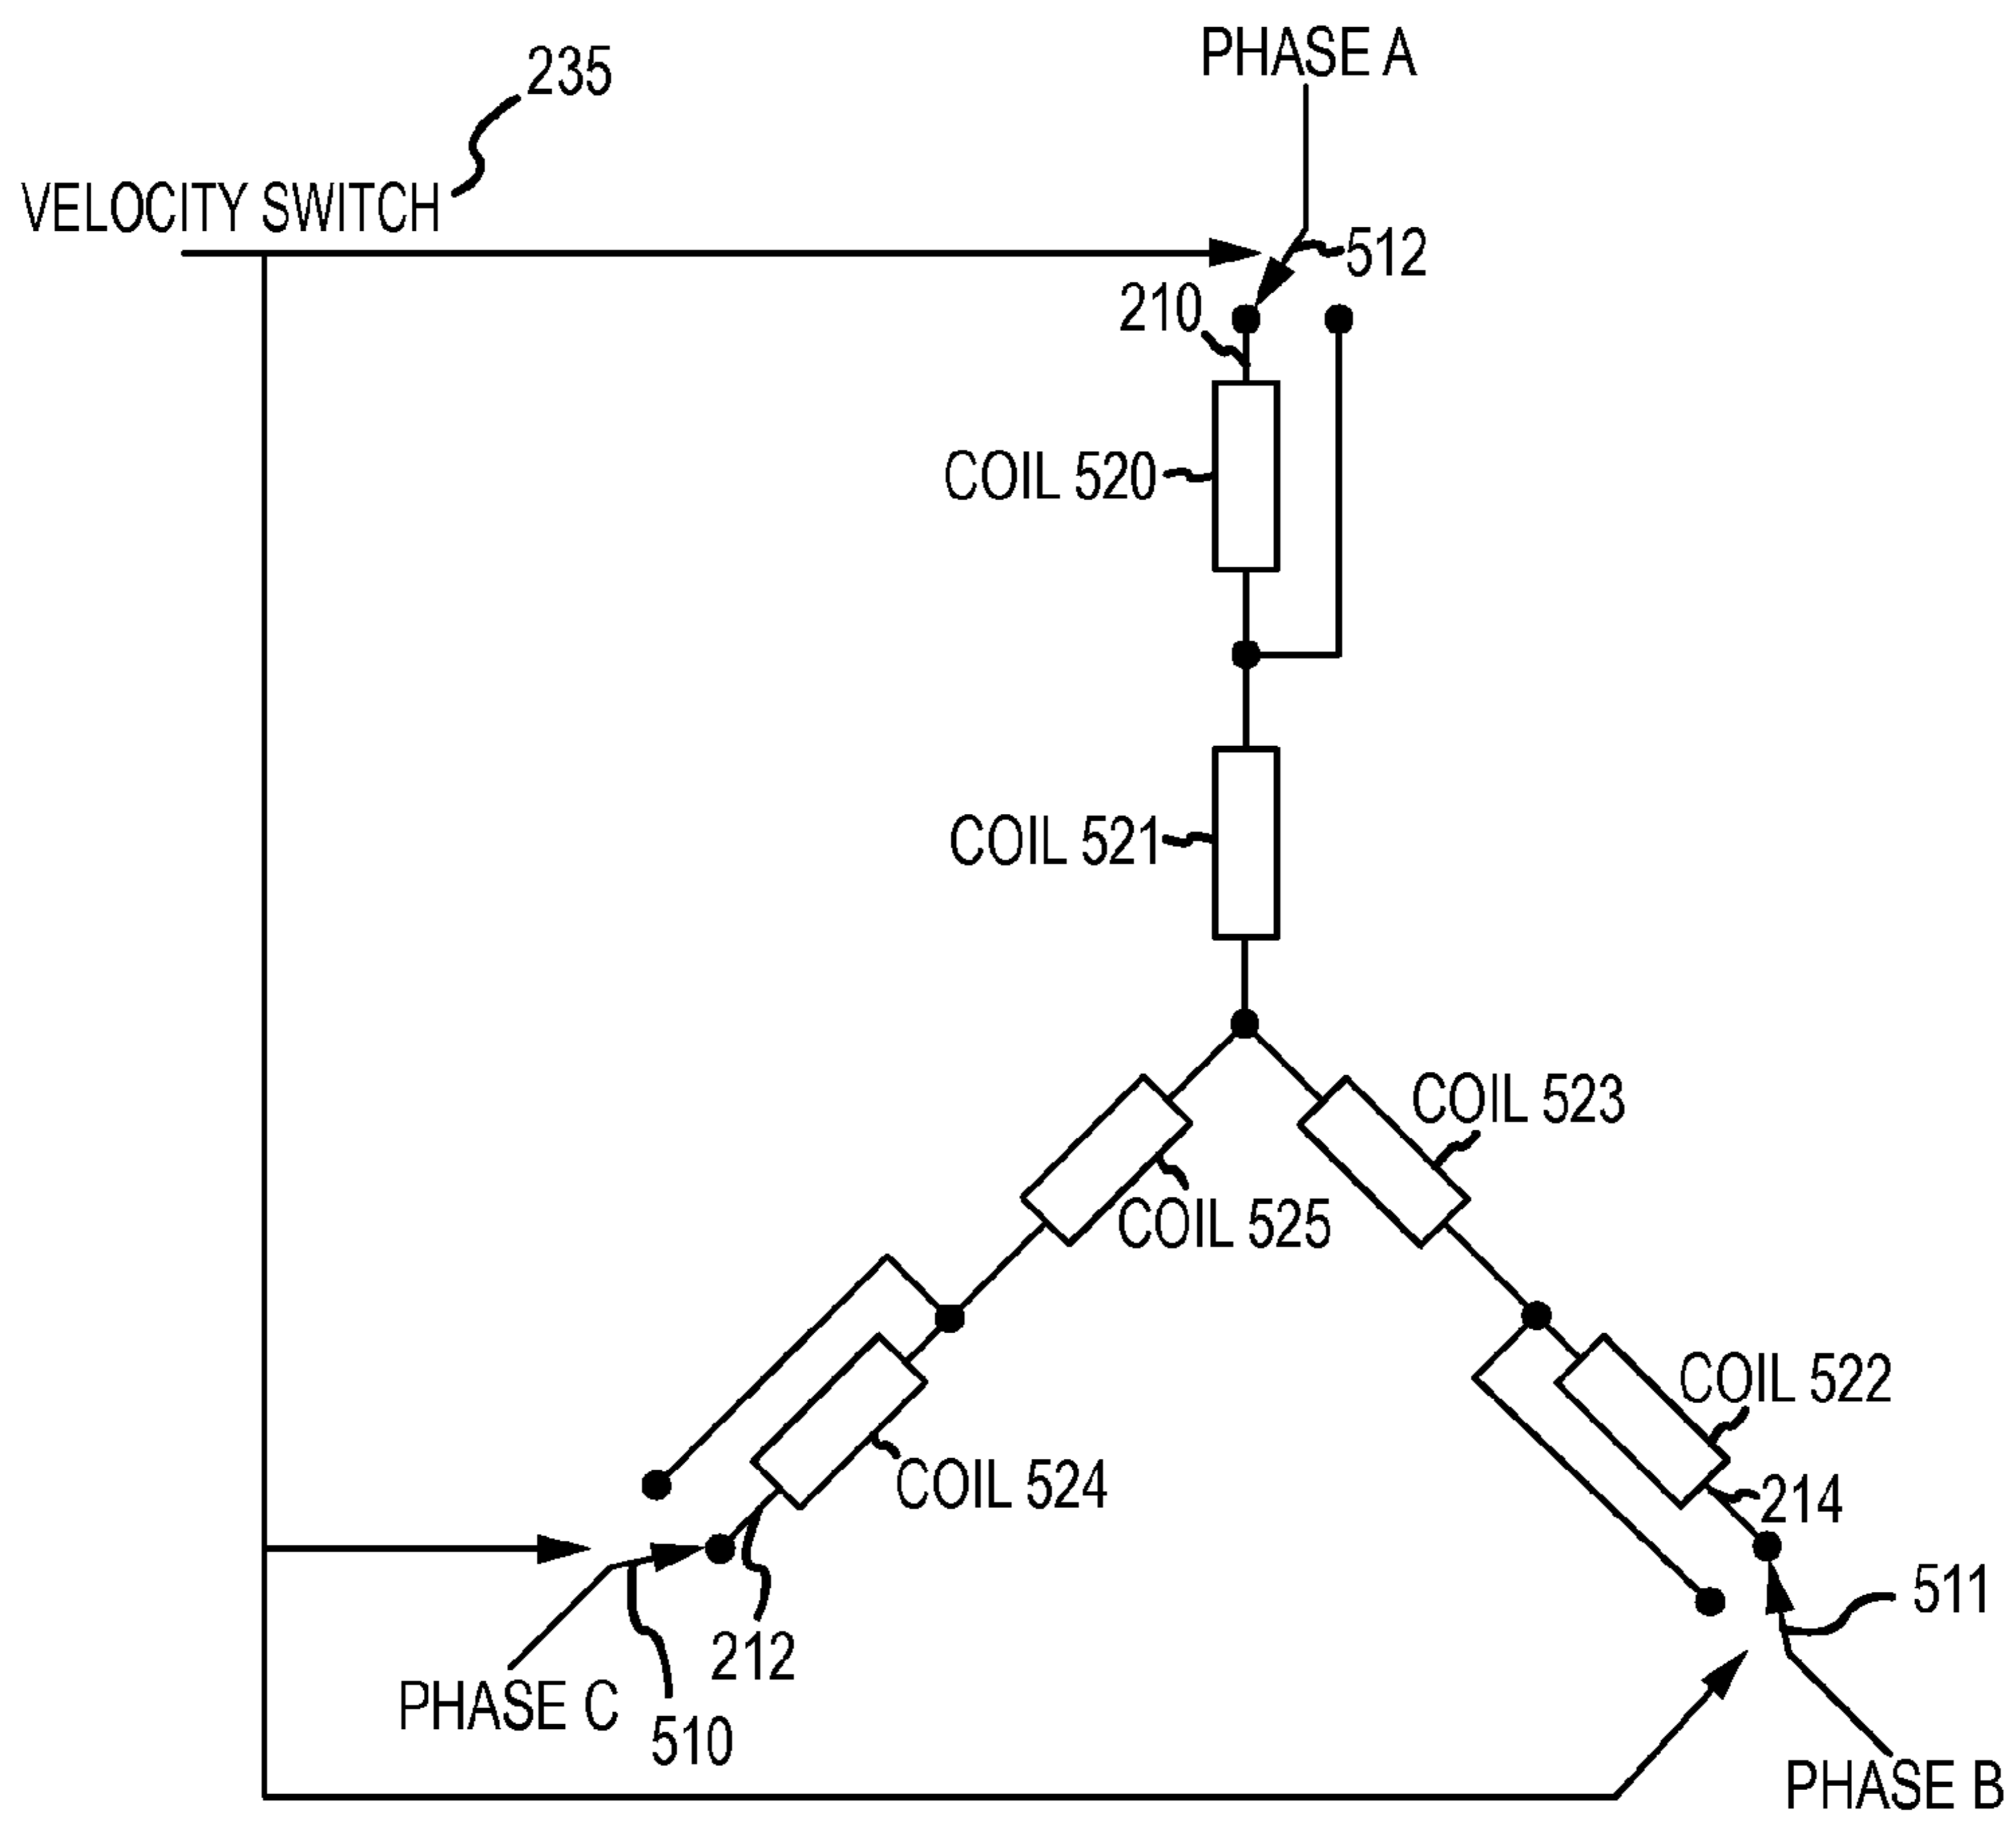 PHASE A
235
VELOCITY SWITCH
512
210
COIL 520
COIL 521
COIL 523
COIL 525
COIL 522
COIL 524
214
511
212
PHASE C
510
PHASE B